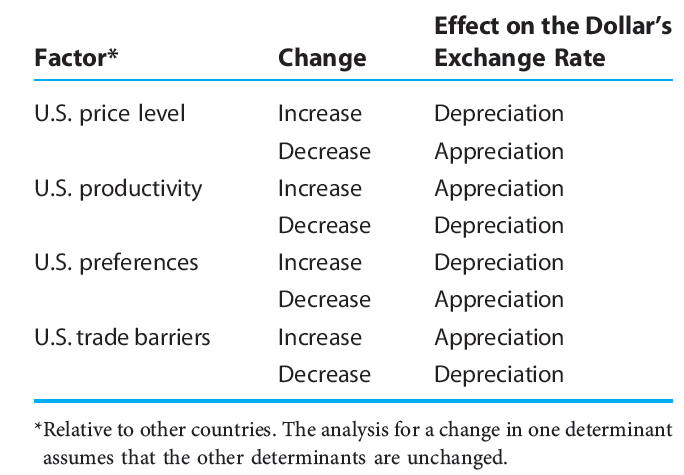 Effect on the Dollar's
Factor* Change Exchange Rate
U.S. price level Increase Depreciation
Decrease Appreciation
U.S. productivity Increase Appreciation
Decrease Depreciation
U.S. preferences Increase Depreciation
Decrease Appreciation
U.S. trade barriers Increase Appreciation
Decrease Depreciation
*Relative to other countries. The analysis for a change in one determinant
assumes that the other determinants are unchanged.